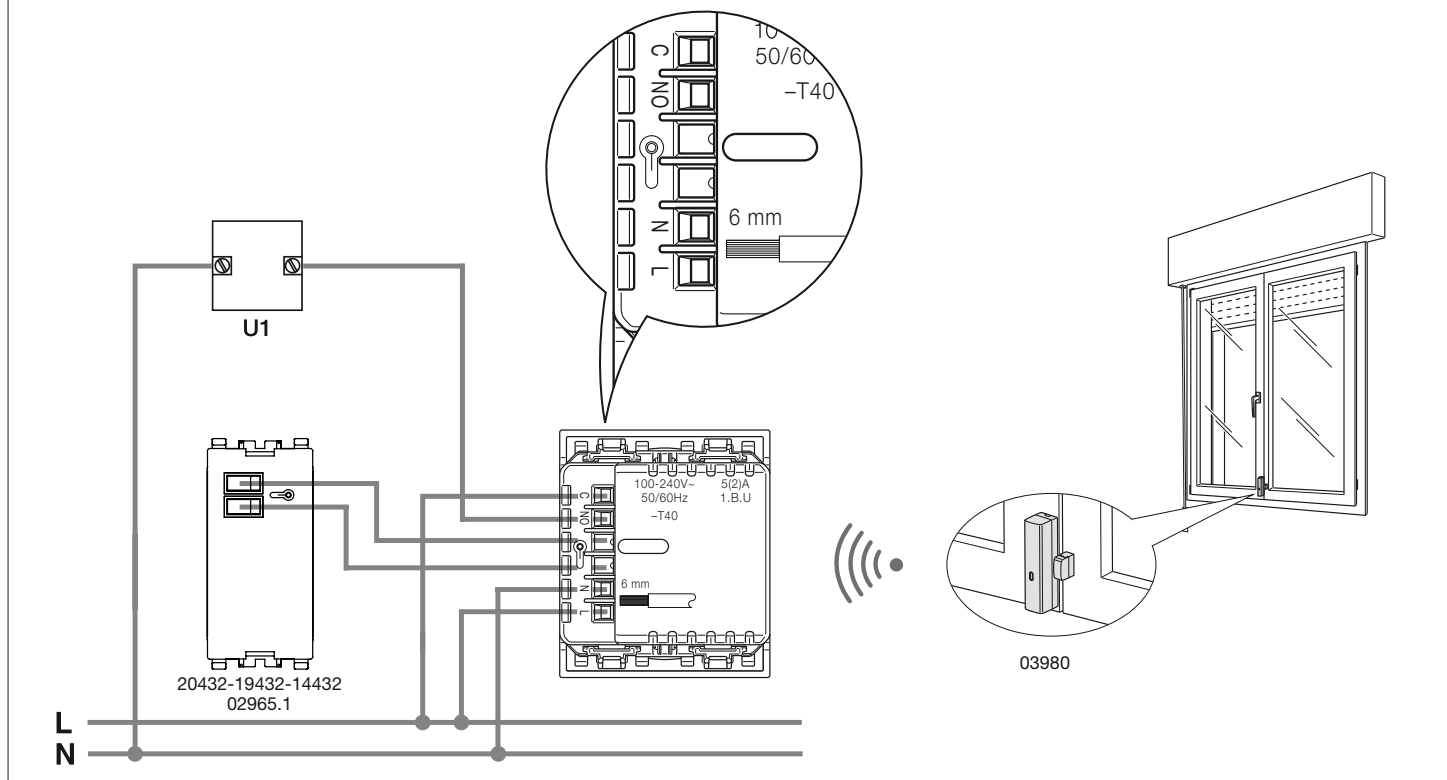 C
NO
N
L
10
50/60
–T40
6 mm
U1
20432-19432-14432
02965.1
C
NO
N
L
100-240V~ 5(2)A
50/60Hz 1.B.U
–T40
6 mm
03980
L
N